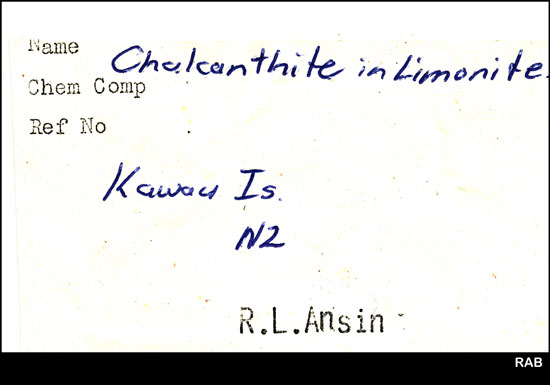 Name Chalcanthite in Limonite.
Chem Comp
Ref No
Kawau Is.
NZ
R.L.Ansin
RAB